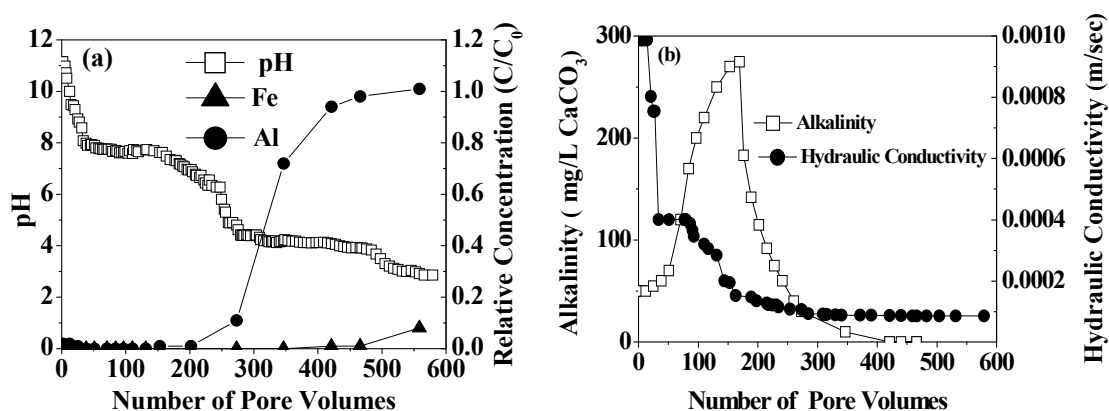 (a)
pH
Fe
Al
12
10
8
6
4
2
0
pH
1.2
1.0
0.8
0.6
0.4
0.2
0.0
Relative Concentration (C/C0)
0 100 200 300 400 500 600
Number of Pore Volumes
(b)
Alkalinity
Hydraulic Conductivity
300
200
100
0
Alkalinity ( mg/L CaCO3)
0.0010
0.0008
0.0006
0.0004
0.0002
Hydraulic Conductivity (m/sec)
0 100 200 300 400 500 600
Number of Pore Volumes